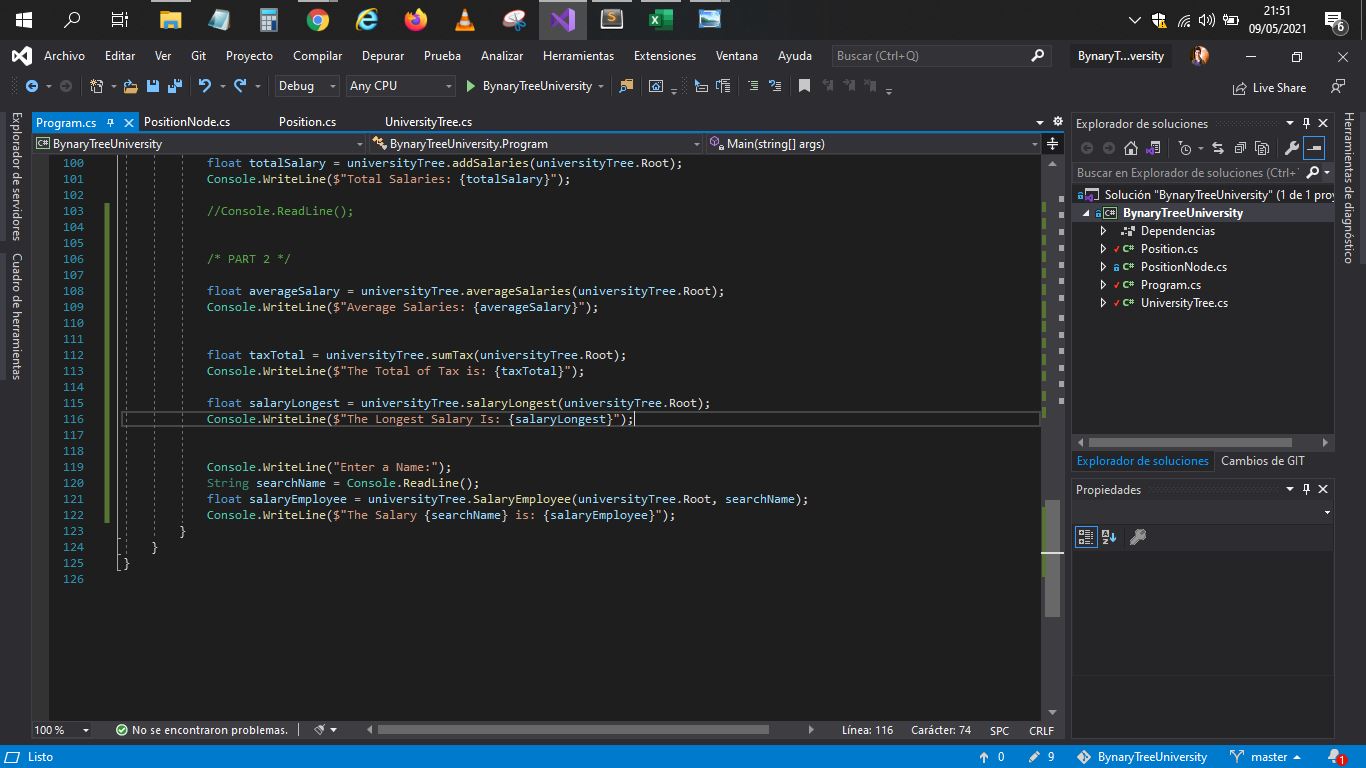 21:51
09/05/2021
6
Archivo Editar Ver Git Proyecto Compilar Depurar Prueba Analizar Herramientas Extensiones Ventana Ayuda Buscar (Ctrl+Q) BynaryT...versity
Debug Any CPU BynaryTreeUniversity Live Share
Explorador de servidores
Cuadro de herramientas
Program.cs PositionNode.cs Position.cs UniversityTree.cs
BynaryTreeUniversity BynaryTreeUniversity.Program Main(string[] args)
100 float totalSalary = universityTree.addSalaries(universityTree.Root);
101 Console.WriteLine($"Total Salaries: {totalSalary}");
102
103 //Console.ReadLine();
104
105
106 /* PART 2 */
107
108 float averageSalary = universityTree.averageSalaries(universityTree.Root);
109 Console.WriteLine($"Average Salaries: {averageSalary}");
110
111
112 float taxTotal = universityTree.sumTax(universityTree.Root);
113 Console.WriteLine($"The Total of Tax is: {taxTotal}");
114
115 float salaryLongest = universityTree.salaryLongest(universityTree.Root);
116 Console.WriteLine($"The Longest Salary Is: {salaryLongest}");
117
118
119 Console.WriteLine("Enter a Name:");
120 String searchName = Console.ReadLine();
121 float salaryEmployee = universityTree.SalaryEmployee(universityTree.Root, searchName);
122 Console.WriteLine($"The Salary {searchName} is: {salaryEmployee}");
123 }
124 }
125 }
126
100 % No se encontraron problemas. Línea: 116 Carácter: 74 SPC CRLF
Explorador de soluciones
Buscar en Explorador de soluciones (Ctrl+
Solución "BynaryTreeUniversity" (1 de 1 proy
C# BynaryTreeUniversity
Dependencias
C# Position.cs
C# PositionNode.cs
C# Program.cs
C# UniversityTree.cs
Explorador de soluciones Cambios de GIT
Propiedades
Herramientas de diagnóstico
Listo 0 9 BynaryTreeUniversity master 1